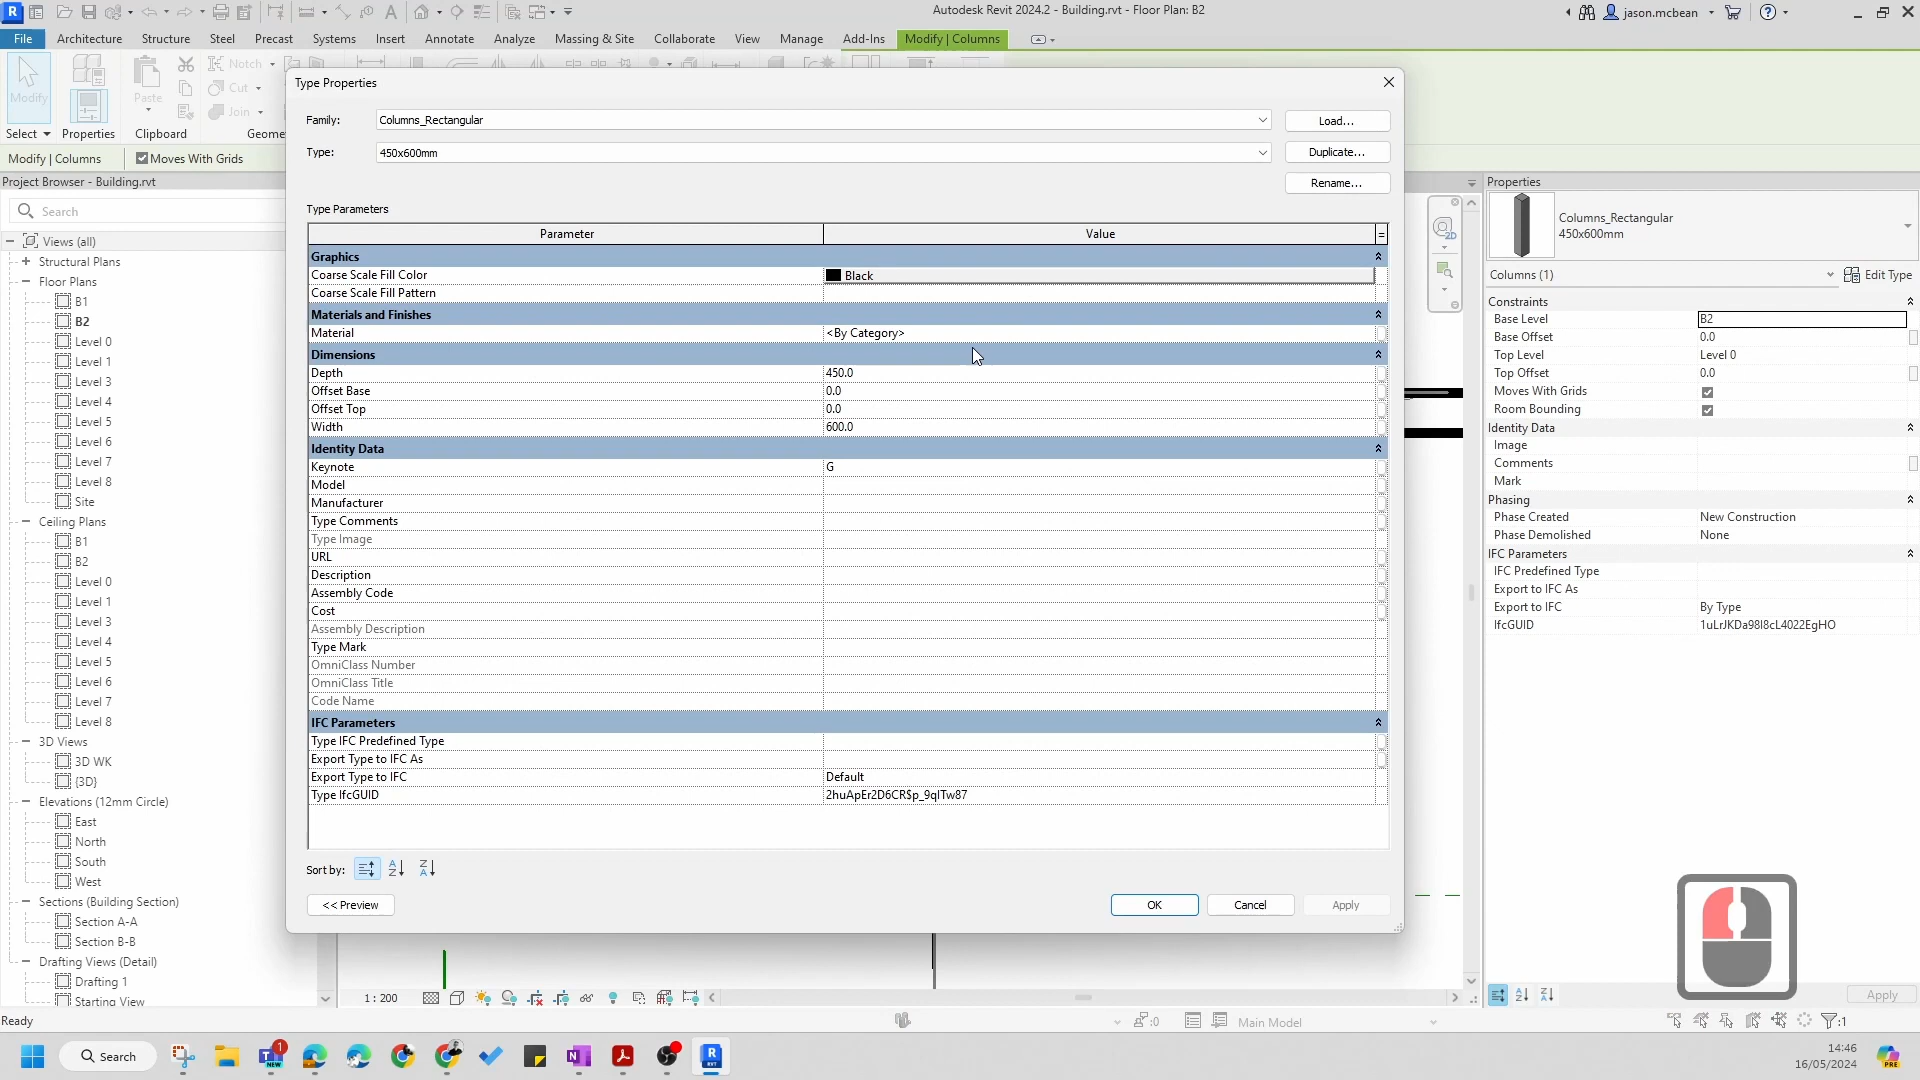 Autodesk Revit 2024.2 - Building.rvt - Floor Plan: B2
jason.mcbean
File Architecture Structure Steel Precast Systems Insert Annotate Analyze Massing & Site Collaborate View Manage Add-Ins Modify | Columns
Modify
Paste
Notch
Cut
Join
Select Properties Clipboard Geome
Modify | Columns Moves With Grids
Project Browser - Building.rvt
Search
Views (all)
Structural Plans
Floor Plans
B1
B2
Level 0
Level 1
Level 3
Level 4
Level 5
Level 6
Level 7
Level 8
Site
Ceiling Plans
B1
B2
Level 0
Level 1
Level 3
Level 4
Level 5
Level 6
Level 7
Level 8
3D Views
3D WK
{3D}
Elevations (12mm Circle)
East
North
South
West
Sections (Building Section)
Section A-A
Section B-B
Drafting Views (Detail)
Drafting 1
Starting View
Type Properties
Family: Columns_Rectangular Load...
Type: 450x600mm Duplicate...
Rename...
Type Parameters
Parameter Value =
Graphics
Coarse Scale Fill Color Black
Coarse Scale Fill Pattern
Materials and Finishes
Material <By Category>
Dimensions
Depth 450.0
Offset Base 0.0
Offset Top 0.0
Width 600.0
Identity Data
Keynote G
Model
Manufacturer
Type Comments
Type Image
URL
Description
Assembly Code
Cost
Assembly Description
Type Mark
OmniClass Number
OmniClass Title
Code Name
IFC Parameters
Type IFC Predefined Type
Export Type to IFC As
Export Type to IFC Default
Type IfcGUID 2huApEr2D6CR$p_9qITw87
Sort by:
<< Preview OK Cancel Apply
Properties
Columns_Rectangular
450x600mm
Columns (1) Edit Type
Constraints
Base Level B2
Base Offset 0.0
Top Level Level 0
Top Offset 0.0
Moves With Grids
Room Bounding
Identity Data
Image
Comments
Mark
Phasing
Phase Created New Construction
Phase Demolished None
IFC Parameters
IFC Predefined Type
Export to IFC As
Export to IFC By Type
IfcGUID 1uLrJKDa98I8cL4022EgHO
Apply
1 : 200
Ready :0 Main Model :1
Search
14:46
16/05/2024